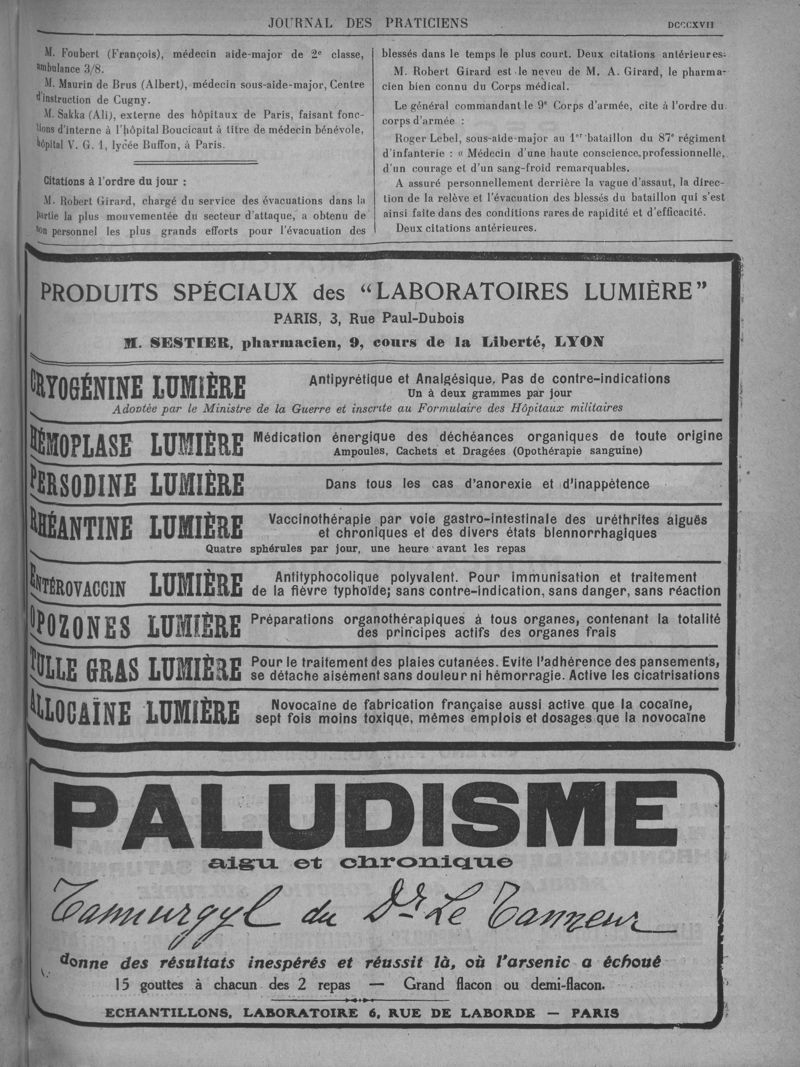 JOURNAL DES PRATICIENS
DCCCXVII
M. Foubert (François), médecin aide-major de 2e classe,
ambulance 3/8.
M. Maurin de Brus (Albert), médecin sous-aide-major, Centre
d'instruction de Cugny.
M. Sakka (Ali), externe des hôpitaux de Paris, faisant fonc-
tions d'interne à l'hôpital Boucicaut à titre de médecin bénévole,
hôpital V. G. 1, lycée Buffon, à Paris.
Citations à l'ordre du jour :
M. Robert Girard, chargé du service des évacuations dans la
partie la plus mouvementée du secteur d'attaque, a obtenu de
son personnel les plus grands efforts pour l'évacuation des
blessés dans le temps le plus court. Deux citations antérieures.
M. Robert Girard est le neveu de M. A. Girard, le pharma-
cien bien connu du Corps médical.
Le général commandant le 9e Corps d'armée, cite à l'ordre du
corps d'armée :
Roger Lebel, sous-aide-major au 1er bataillon du 87e régiment
d'infanterie : « Médecin d'une haute conscience professionnelle,
d'un courage et d'un sang-froid remarquables.
A assuré personnellement derrière la vague d'assaut, la direc-
tion de la relève et l'évacation des blessés du bataillon qui s'est
ainsi faite dans des conditions rares de rapidité et d'efficacité.
Deux citations antérieures.
PRODUITS SPÉCIAUX des "LABORATOIRES LUMIÈRE"
PARIS, 3, Rue Paul-Dubois
M. SESTIER, pharmacien, 9, cours de la Liberté, LYON
CRYOGÉNINE LUMIÈRE
Antipyrétique et Analgésique, Pas de contre-indications
Un à deux grammes par jour
Adoptée par le Ministre de la Guerre et inscrite au Formulaire des Hôpitaux militaires
HÉMOPLASE LUMIÈRE
Médication énergique des déchéances organiques de toute origine
Ampoules, Cachets et Dragées (Opothérapie sanguine)
PERSODINE LUMIÈRE
Dans tous les cas d'anorexie et d'inappétence
RHÉANTINE LUMIÈRE
Vaccinothérapie par voie gastro-intestinale des uréthrites aiguës
et chroniques et des divers états blennorrhagiques
Quatre sphérules par jour, une heure avant les repas
ENTÉROVACCIN LUMIÈRE
Antityphocolique polyvalent. Pour immunisation et traitement
de la fièvre typhoïde; sans contre-indication, sans danger, sans réaction
OPOZONES LUMIÈRE
Préparations organothérapiques à tous organes, contenant la totalité
des principes actifs des organes frais
TULLE GRAS LUMIÈRE
Pour le traitement des plaies cutanées. Evite l'adhérence des pansements,
se détache aisément sans douleur ni hémorragie. Active les cicatrisations
ALLOCAÏNE LUMIÈRE
Novocaïne de fabrication française aussi active que la cocaïne,
sept fois moins toxique, mêmes emplois et dosages que la novocaïne
PALUDISME
aigu et chronique
Tannurgyl du Dr Le Tanneur
donne des résultats inespérés et réussit là, où l'arsenic a échoué
15 gouttes à chacun des 2 repas — Grand flacon ou demi-flacon.
ECHANTILLONS, LABORATOIRE 6, RUE DE LABORDE — PARIS